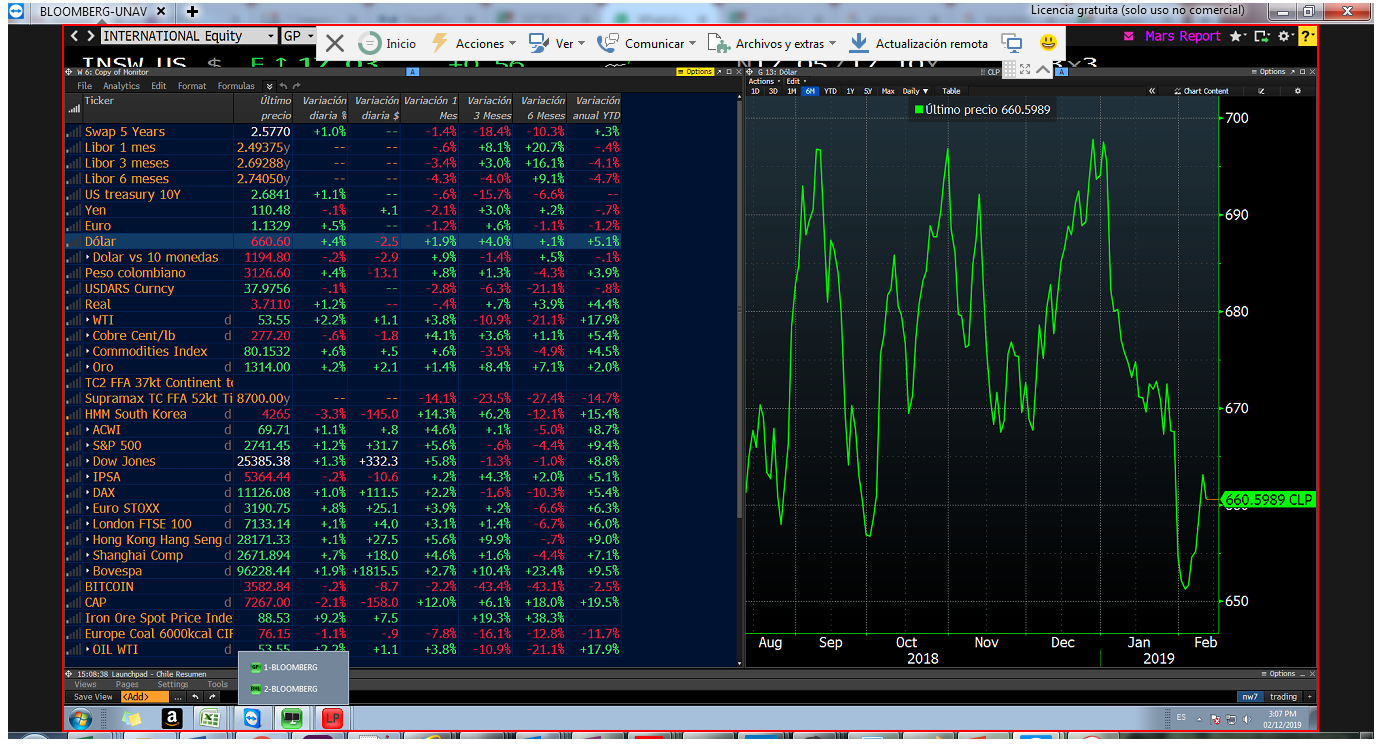 BLOOMBERG-UNAV
Licencia gratuita (solo uso no comercial)
INTERNATIONAL Equity GP
Inicio Acciones Ver Comunicar Archivos y extras Actualización remota
Mars Report
W 6: Copy of Monitor A Options
G 13: Dólar CLP A Options
File Analytics Edit Format Formulas
Actions Edit
1D 3D 1M 6M YTD 1Y 5Y Max Daily ▼ Table Chart Content
Ticker Último precio Variación diaria % Variación diaria $ Variación 1 Mes Variación 3 Meses Variación 6 Meses Variación anual YTD
Swap 5 Years 2.5770 +1.0% -- -1.4% -18.4% -10.3% +.3%
Libor 1 mes 2.49375y -- -- -.6% +8.1% +20.7% -.4%
Libor 3 meses 2.69288y -- -- -3.4% +3.0% +16.1% -4.1%
Libor 6 meses 2.74050y -- -- -4.3% -4.0% +9.1% -4.7%
US treasury 10Y 2.6841 +1.1% -- -.6% -15.7% -6.6% --
Yen 110.48 -.1% +.1 -2.1% +3.0% +.2% -.7%
Euro 1.1329 +.5% -- -1.2% +.6% -1.1% -1.2%
Dólar 660.60 +.4% -2.5 +1.9% +4.0% +.1% +5.1%
Dolar vs 10 monedas 1194.80 -.2% -2.9 +.9% -1.4% +.5% -.1%
Peso colombiano 3126.60 +.4% -13.1 +.8% +1.3% -4.3% +3.9%
USDARS Curncy 37.9756 -.1% -- -2.8% -6.3% -21.1% -.8%
Real 3.7110 +1.2% -- -.4% +.7% +3.9% +4.4%
WTI d 53.55 +2.2% +1.1 +3.8% -10.9% -21.1% +17.9%
Cobre Cent/lb d 277.20 -.6% -1.8 +4.1% +3.6% +1.1% +5.4%
Commodities Index 80.1532 +.6% +.5 +.6% -3.5% -4.9% +4.5%
Oro d 1314.00 +.2% +2.1 +1.4% +8.4% +7.1% +2.0%
TC2 FFA 37kt Continent to
Supramax TC FFA 52kt Ti 8700.00y -- -- -14.1% -23.5% -27.4% -14.7%
HMM South Korea d 4265 -3.3% -145.0 +14.3% +6.2% -12.1% +15.4%
ACWI d 69.71 +1.1% +.8 +4.6% +.1% -5.0% +8.7%
S&P 500 d 2741.45 +1.2% +31.7 +5.6% -.6% -4.4% +9.4%
Dow Jones 25385.38 +1.3% +332.3 +5.8% -1.3% -1.0% +8.8%
IPSA d 5364.44 -.2% -10.6 +.2% +4.3% +2.0% +5.1%
DAX d 11126.08 +1.0% +111.5 +2.2% -1.6% -10.3% +5.4%
Euro STOXX d 3190.75 +.8% +25.1 +3.9% +.2% -6.6% +6.3%
London FTSE 100 d 7133.14 +.1% +4.0 +3.1% +1.4% -6.7% +6.0%
Hong Kong Hang Seng d 28171.33 +.1% +27.5 +5.6% +9.9% -.7% +9.0%
Shanghai Comp d 2671.894 +.7% +18.0 +4.6% +1.6% -4.4% +7.1%
Bovespa d 96228.44 +1.9% +1815.5 +2.7% +10.4% +23.4% +9.5%
BITCOIN 3582.84 -.2% -8.7 -2.2% -43.4% -43.1% -2.5%
CAP d 7267.00 -2.1% -158.0 +12.0% +6.1% +18.0% +19.5%
Iron Ore Spot Price Inde 88.53 +9.2% +7.5 +19.3% +38.3%
Europe Coal 6000kcal CIF 76.15 -1.1% -.9 -7.8% -16.1% -12.8% -11.7%
OIL WTI d 53.55 +2.2% +1.1 +3.8% -10.9% -21.1% +17.9%
Último precio 660.5989
700
690
680
670
660.5989 CLP
650
Aug Sep Oct Nov Dec Jan Feb
2018 2019
1-BLOOMBERG
2-BLOOMBERG
15:08:38 Launchpad - Chile Resumen Options
Views Pages Settings Tools
Save View <Add> ... nw7 trading +
LP
ES 3:07 PM
02/12/2019